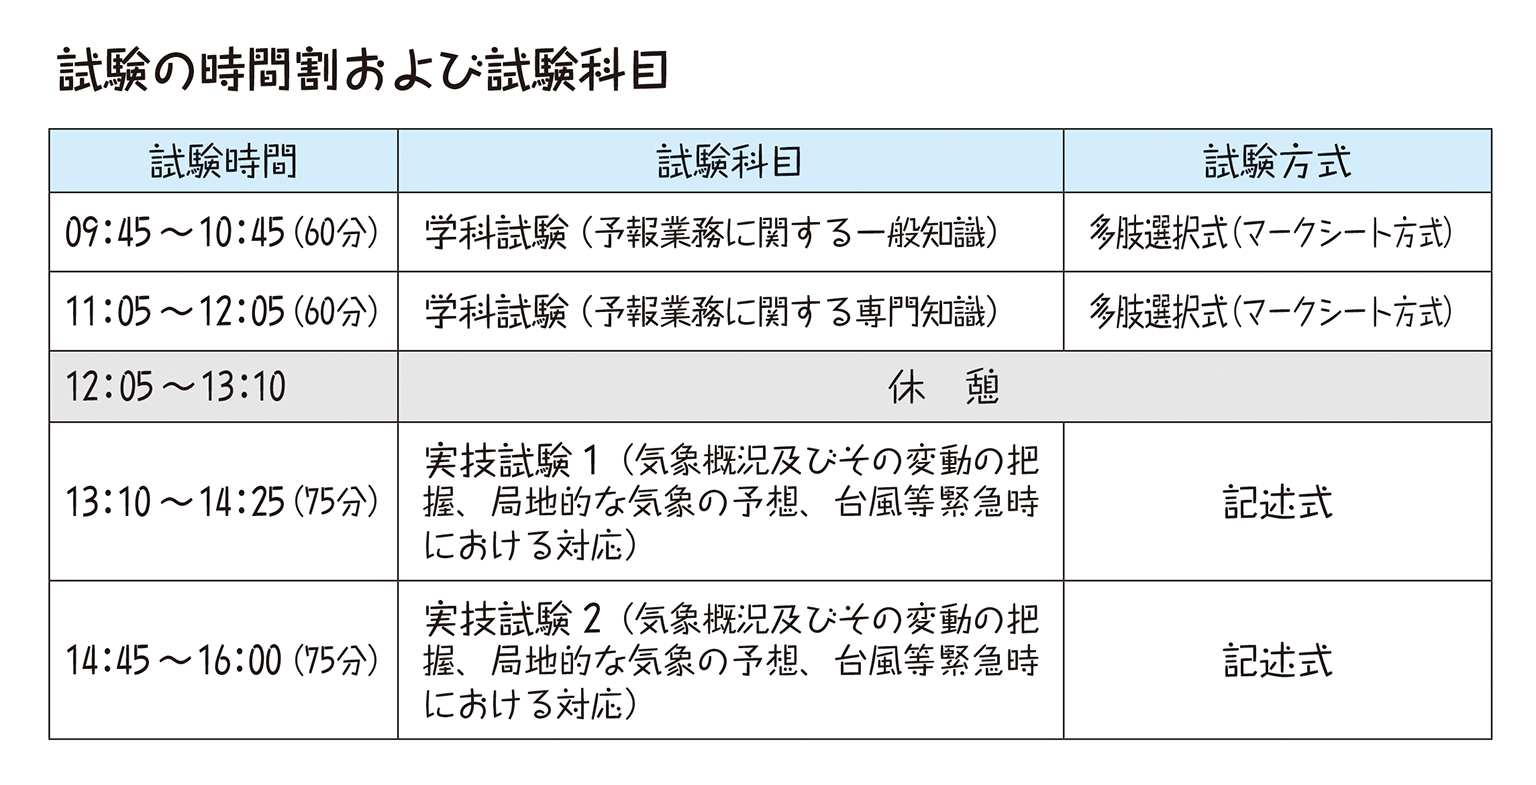 試験の時間割および試験科目
試験時間 試験科目 試験方式
09:45～10:45(60分) 学科試験(予報業務に関する一般知識) 多肢選択式(マークシート方式)
11:05～12:05(60分) 学科試験(予報業務に関する専門知識) 多肢選択式(マークシート方式)
12:05～13:10 休　憩
13:10～14:25(75分)
実技試験1(気象概況及びその変動の把
握、局地的な気象の予想、台風等緊急時
における対応)
記述式
14:45～16:00(75分)
実技試験2(気象概況及びその変動の把
握、局地的な気象の予想、台風等緊急時
における対応)
記述式